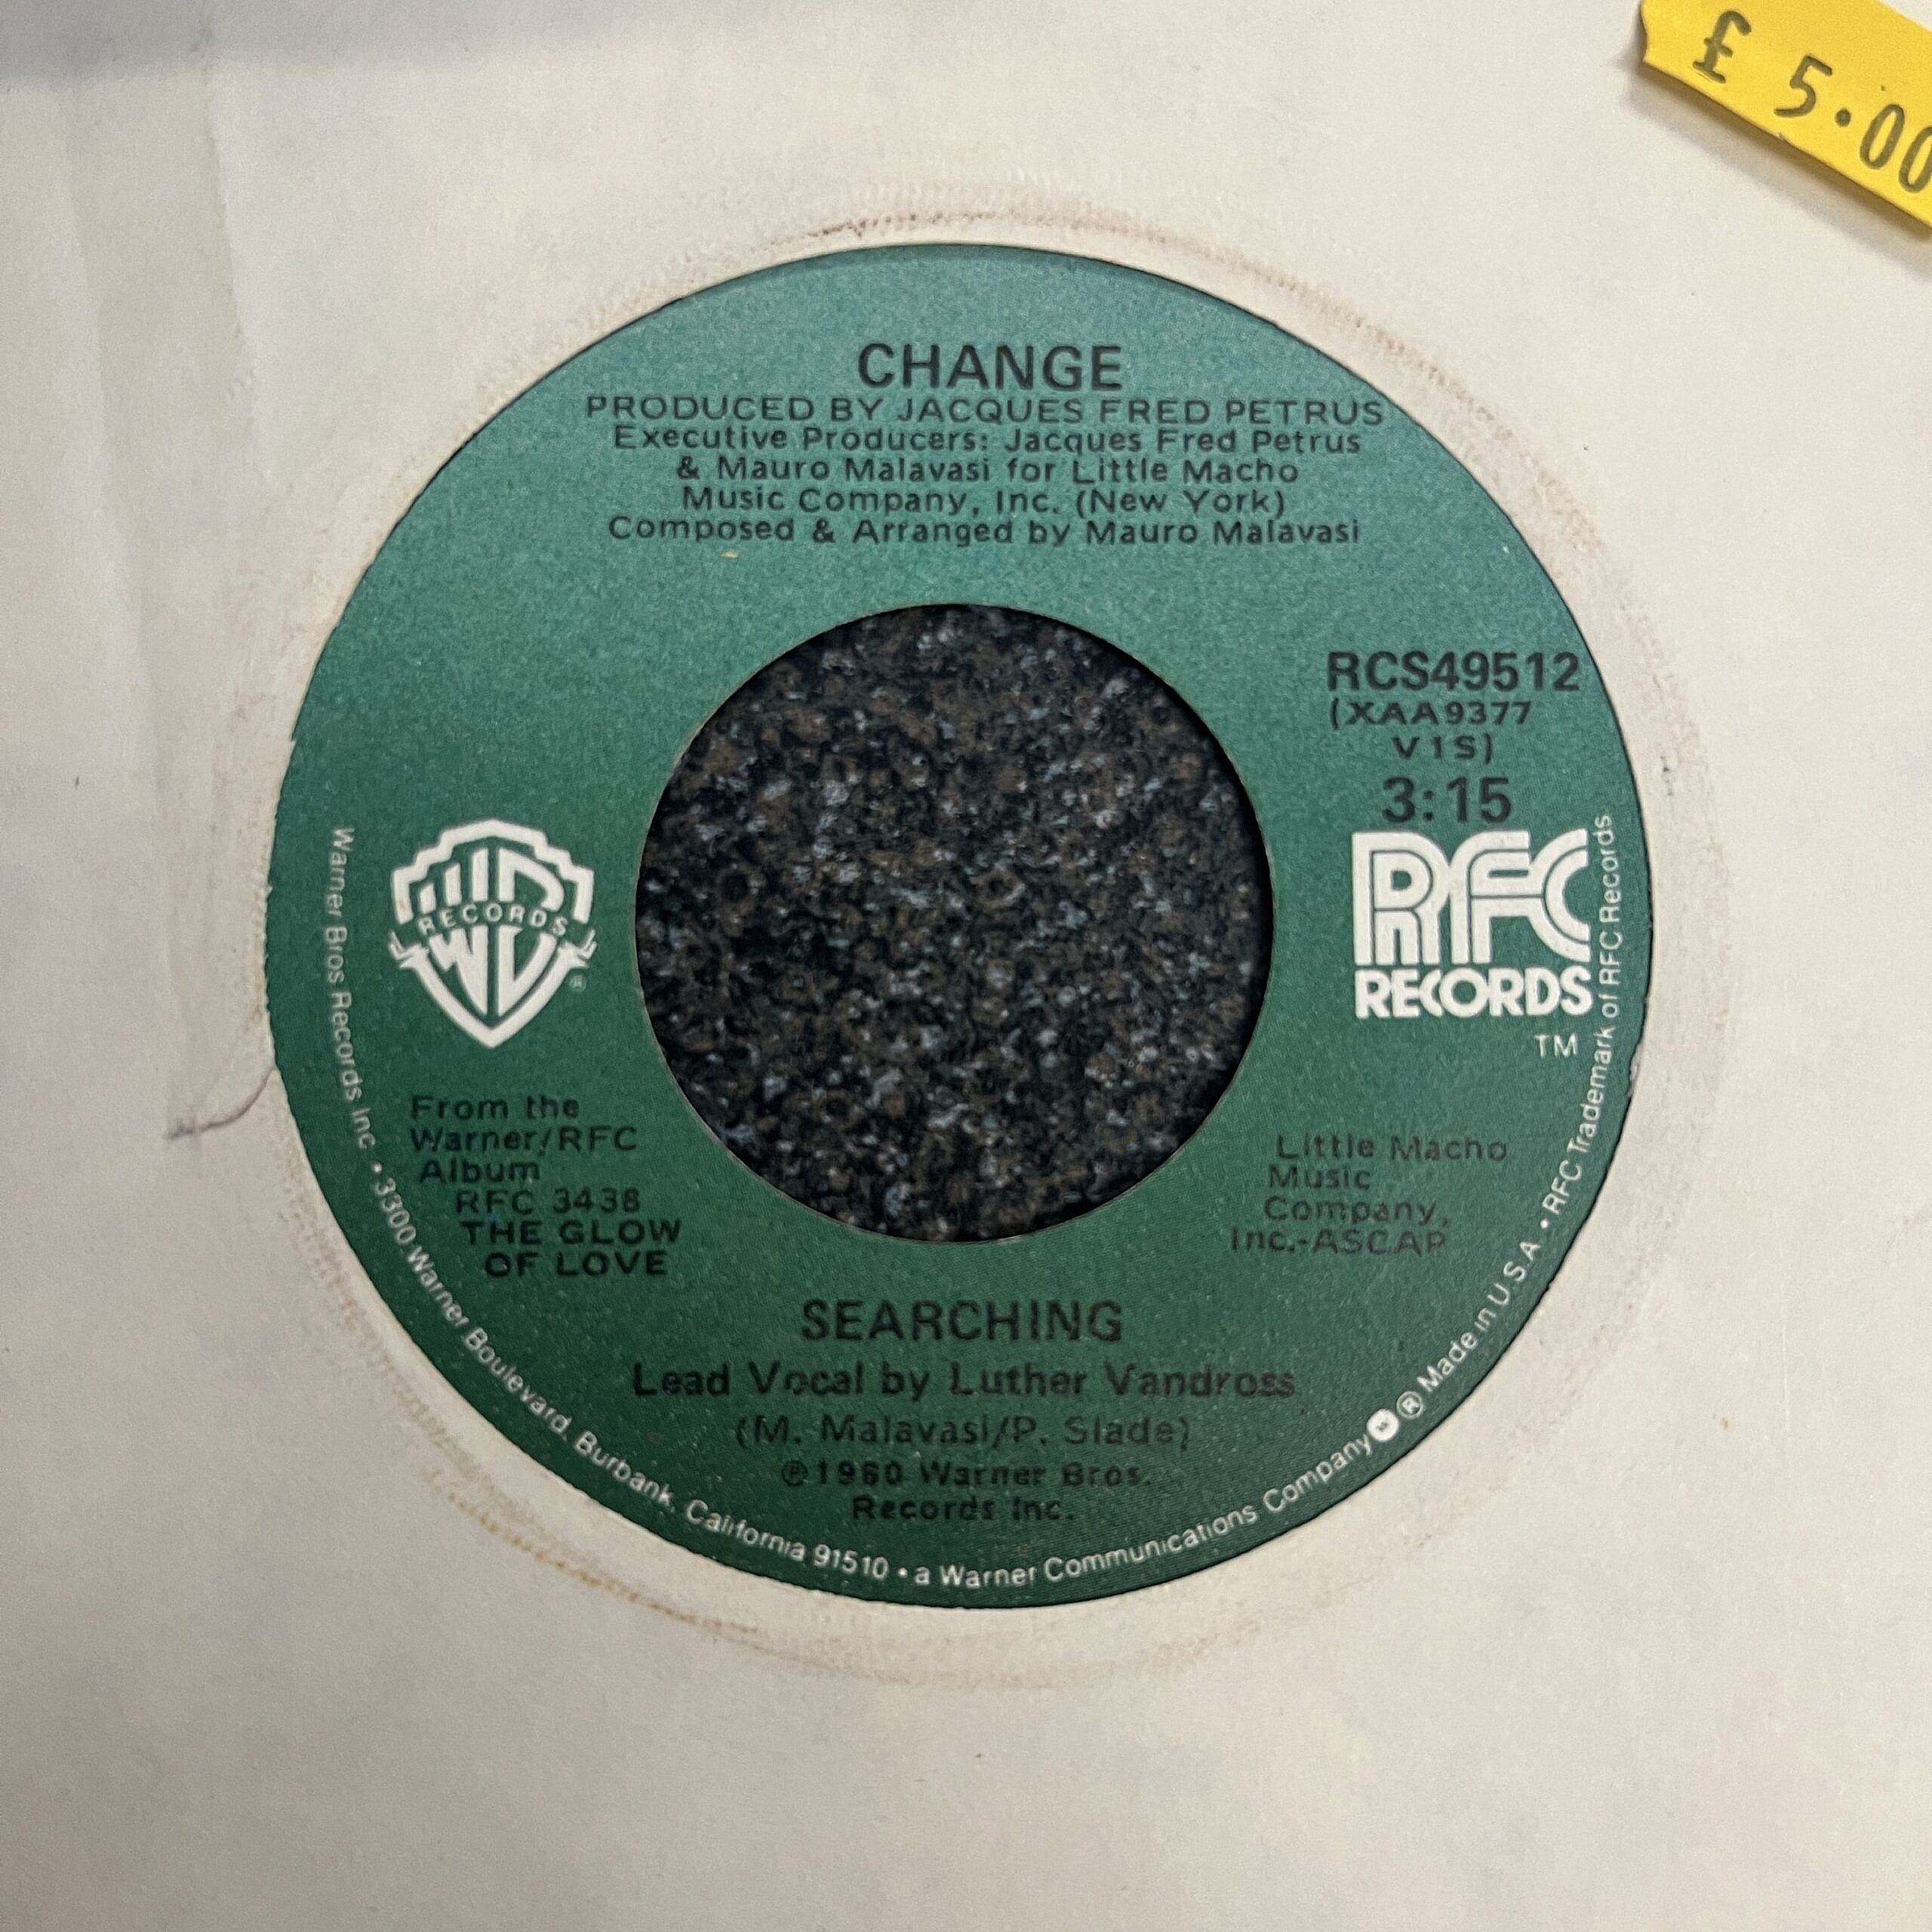 £ 5.00
CHANGE
PRODUCED BY JACQUES FRED PETRUS
Executive Producers: Jacques Fred Petrus
& Mauro Malavasi for Little Macho
Music Company, Inc. (New York)
Composed & Arranged by Mauro Malavasi
RCS49512
(XAA9377
V1S)
3:15
RFC
RECORDS
TM
RECORDS
®
From the
Warner/RFC
Album
RFC 3438
THE GLOW
OF LOVE
Little Macho
Music
Company,
Inc.-ASCAP
SEARCHING
Lead Vocal by Luther Vandross
(M. Malavasi/P. Slade)
℗1980 Warner Bros.
Records Inc.
Warner Bros Records Inc • 3300 Warner Boulevard, Burbank, California 91510 • a Warner Communications Company W ® Made in U.S.A. • RFC Trademark of RFC Records